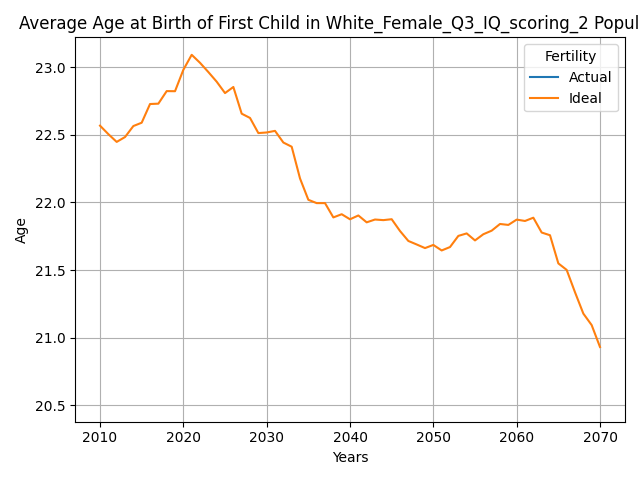 Average Age at Birth of First Child in White_Female_Q3_IQ_scoring_2 Popul
Fertility
Actual
Ideal
23.0
22.5
22.0
21.5
21.0
20.5
Age
2010 2020 2030 2040 2050 2060 2070
Years